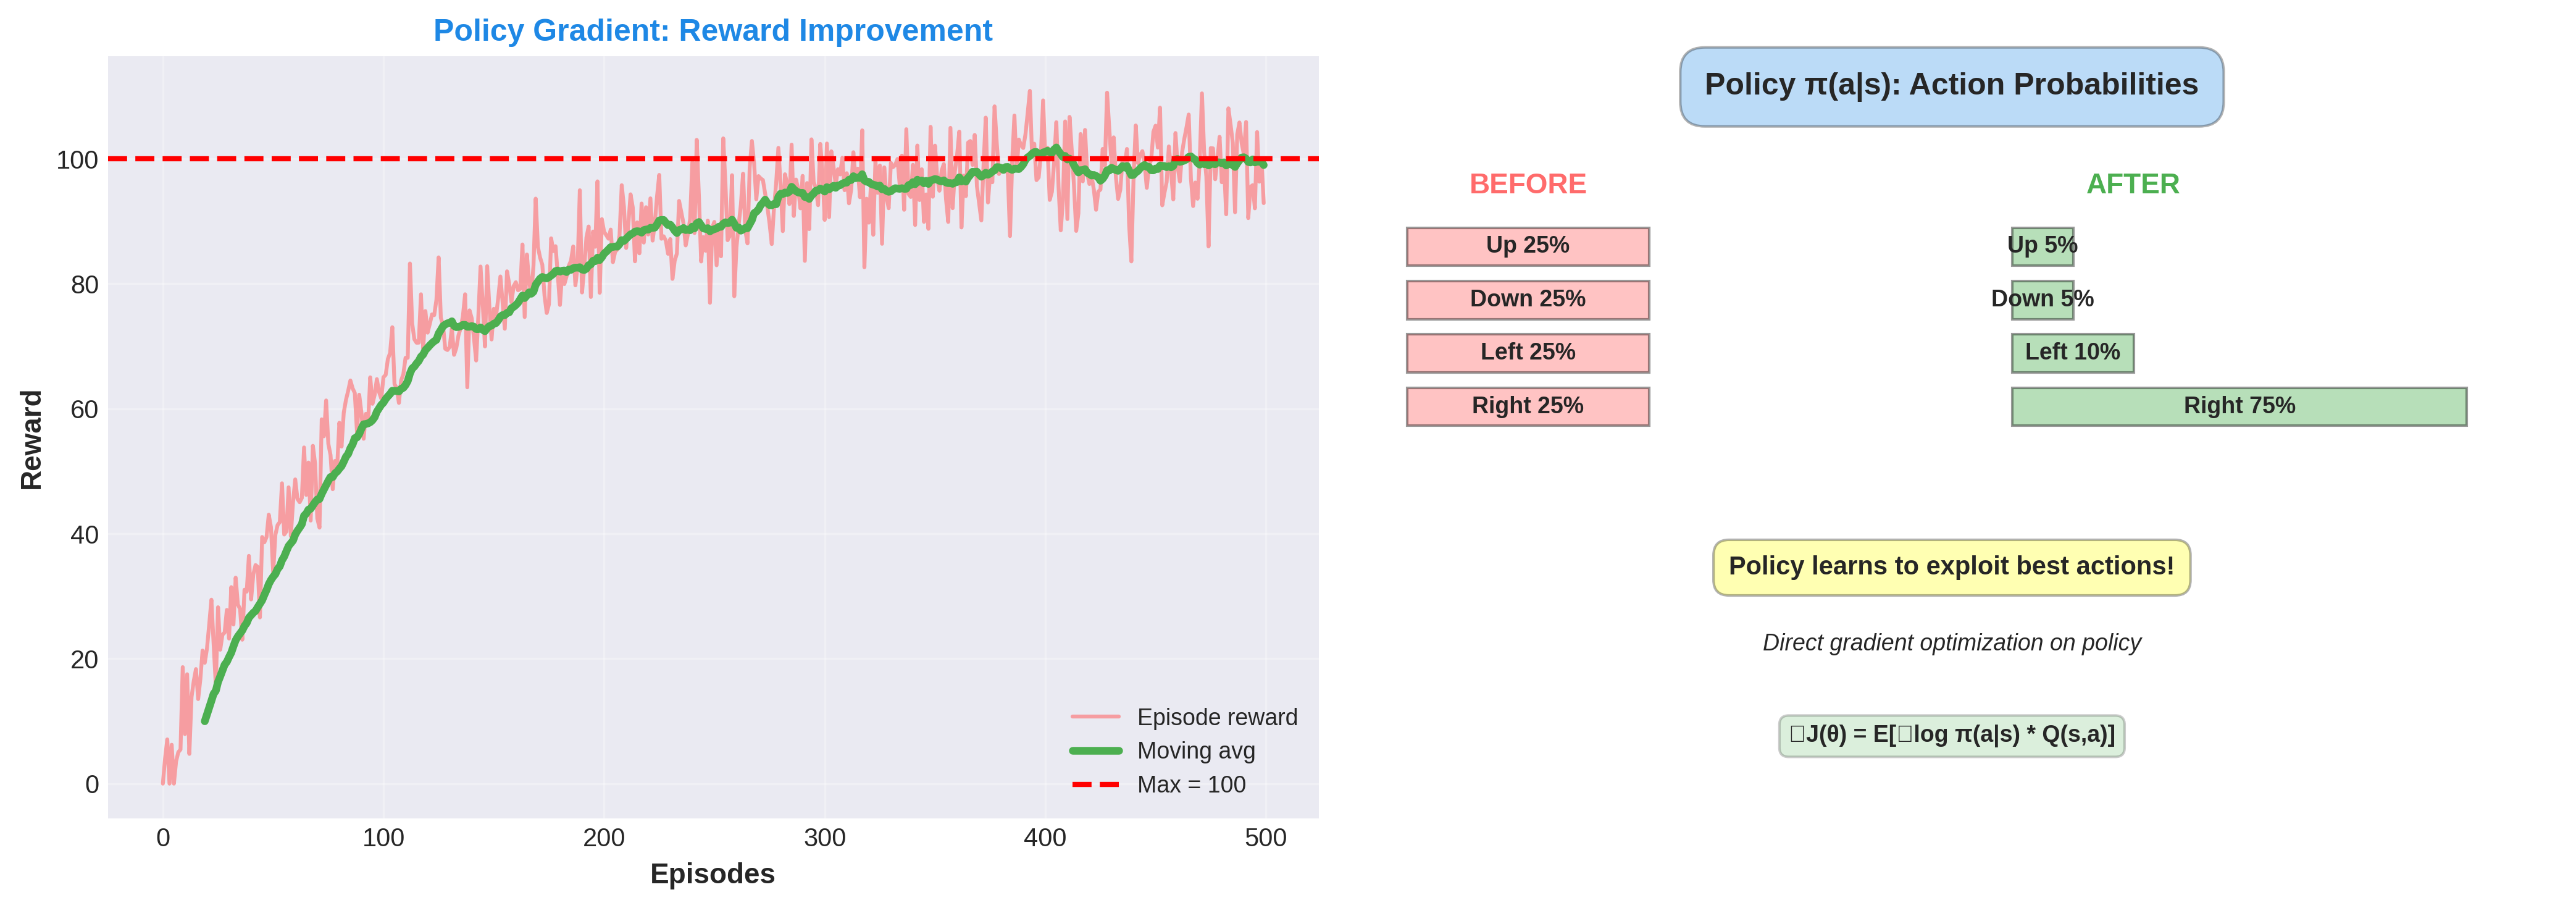 Policy Gradient: Reward Improvement
Reward
100
80
60
40
20
0
0 100 200 300 400 500
Episodes
Episode reward
Moving avg
Max = 100
Policy π(a|s): Action Probabilities
BEFORE
Up 25%
Down 25%
Left 25%
Right 25%
AFTER
Up 5%
Down 5%
Left 10%
Right 75%
Policy learns to exploit best actions!
Direct gradient optimization on policy
□J(θ) = E[□log π(a|s) * Q(s,a)]